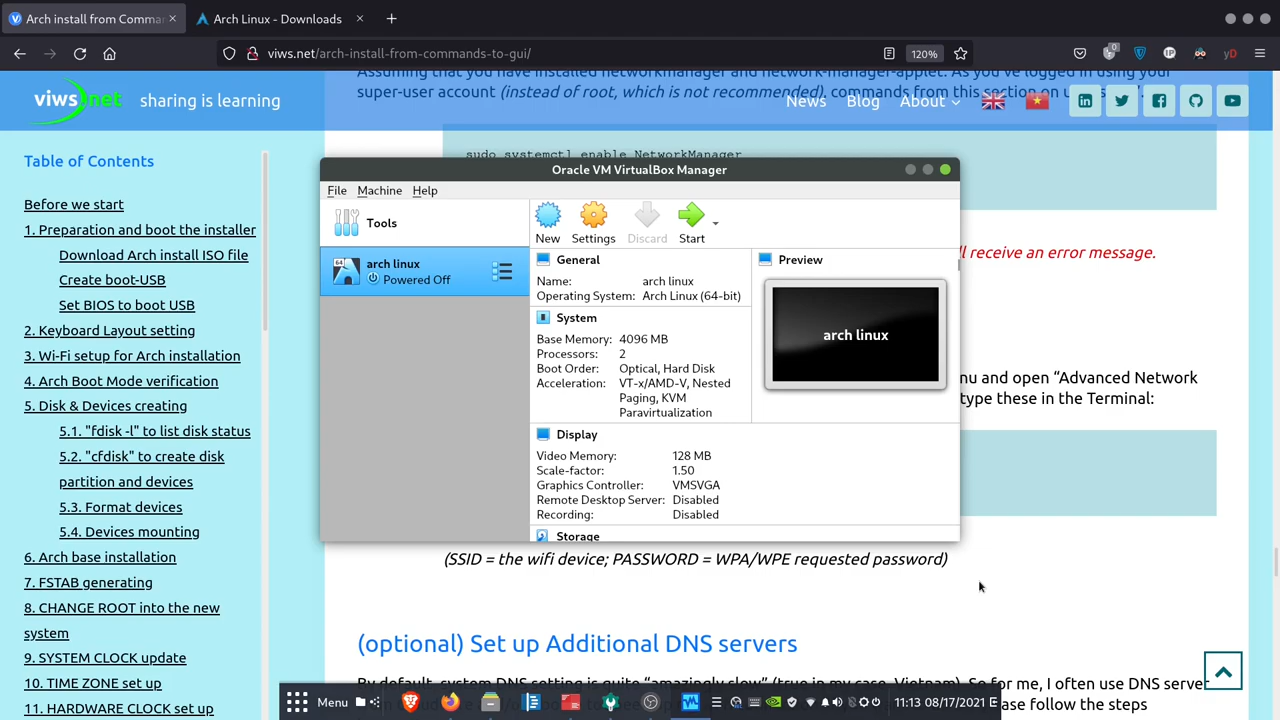 Arch install from Comma
Arch Linux - Downloads
viws.net/arch-install-from-commands-to-gui/
120%
0
IP
yD
viws net
sharing is learning
Assuming that you have installed networkmanager and network-manager-applet. As you've logged in using your
super-user account (instead of root, which is not recommended), commands from this section on
News
Blog
About
sudo systemctl enable NetworkManager
Table of Contents
Before we start
1. Preparation and boot the installer
Download Arch install ISO file
Create boot-USB
Set BIOS to boot USB
2. Keyboard Layout setting
3. Wi-Fi setup for Arch installation
4. Arch Boot Mode verification
5. Disk & Devices creating
5.1. "fdisk -l" to list disk status
5.2. "cfdisk" to create disk
partition and devices
5.3. Format devices
5.4. Devices mounting
6. Arch base installation
7. FSTAB generating
8. CHANGE ROOT into the new
system
9. SYSTEM CLOCK update
10. TIME ZONE set up
11. HARDWARE CLOCK set up
Oracle VM VirtualBox Manager
File Machine Help
Tools
New Settings Discard Start
64
arch linux
Powered Off
General
Name: arch linux
Operating System: Arch Linux (64-bit)
System
Base Memory: 4096 MB
Processors: 2
Boot Order: Optical, Hard Disk
Acceleration: VT-x/AMD-V, Nested
Paging, KVM
Paravirtualization
Display
Video Memory: 128 MB
Scale-factor: 1.50
Graphics Controller: VMSVGA
Remote Desktop Server: Disabled
Recording: Disabled
Storage
Preview
arch linux
ll receive an error message.
nu and open “Advanced Network
type these in the Terminal:
(SSID = the wifi device; PASSWORD = WPA/WPE requested password)
(optional) Set up Additional DNS servers
By default, system DNS setting is quite “amazingly slow” (true in my case, Vietnam). So for me, I often use DNS server
ase follow the steps
Menu
11:13 08/17/2021